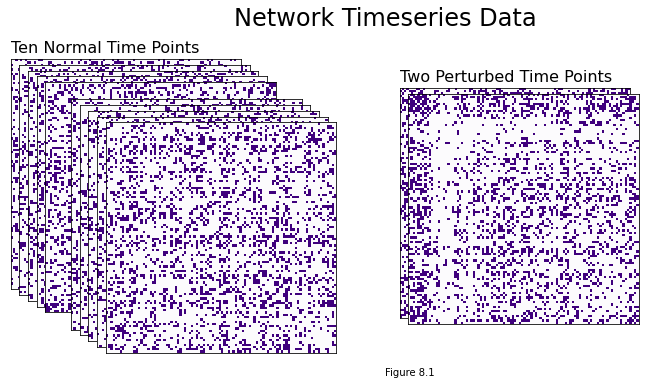 Network Timeseries Data
Ten Normal Time Points
Two Perturbed Time Points
Figure 8.1